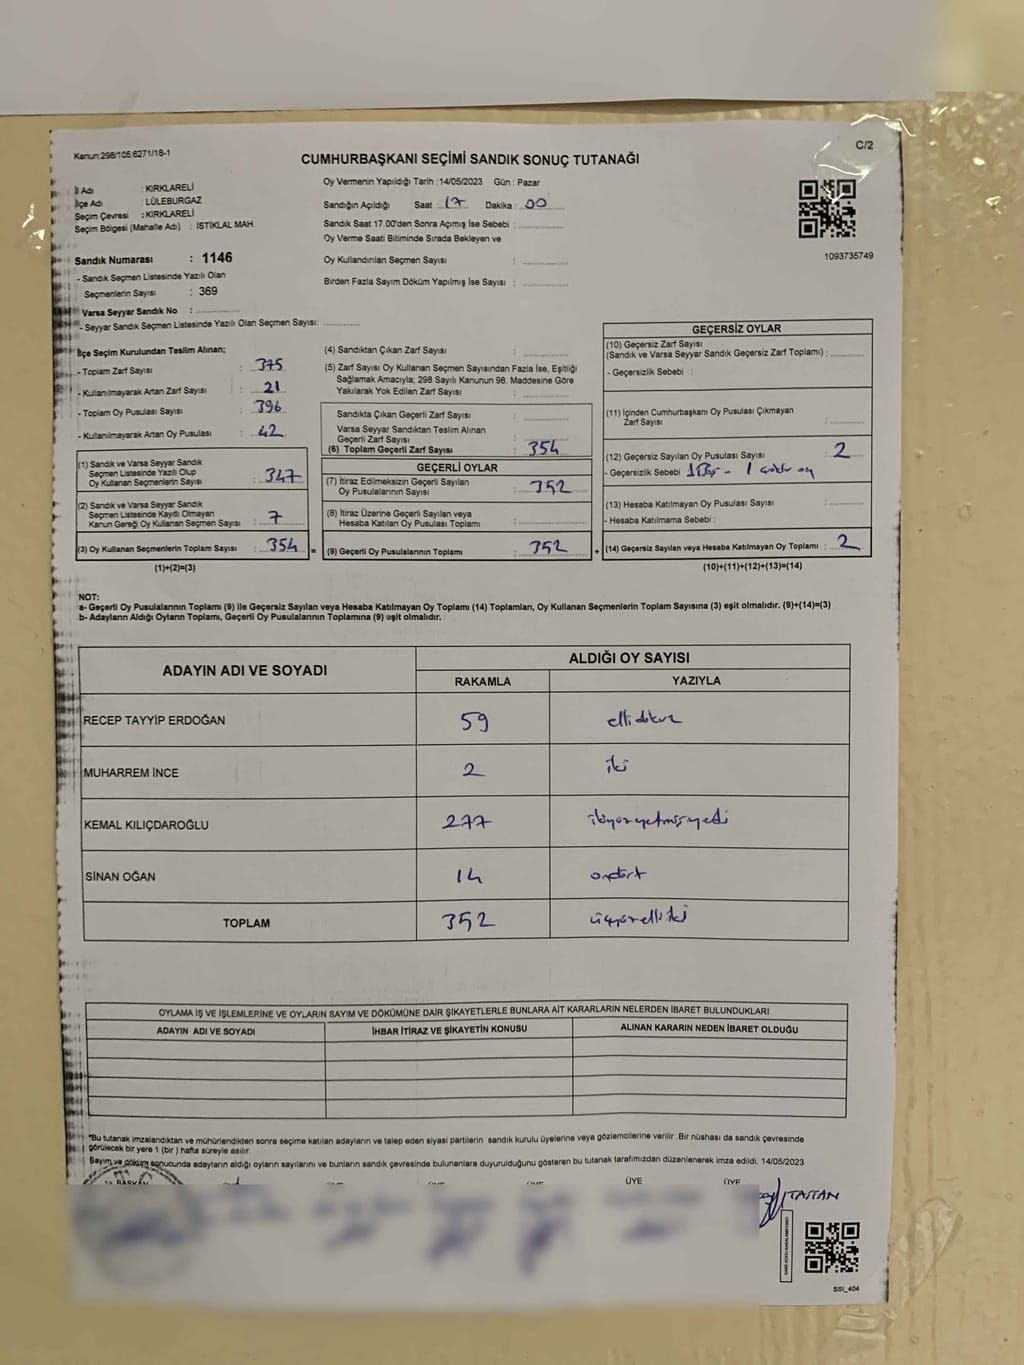 Kanun:298/105;6271/18-1
C/2
CUMHURBAŞKANI SEÇİMİ SANDIK SONUÇ TUTANAĞI
İl Adı : KIRKLARELİ
İlçe Adı : LÜLEBURGAZ
Seçim Çevresi : KIRKLARELİ
Seçim Bölgesi (Mahalle Adı) : İSTİKLAL MAH.
Sandık Numarası : 1146
- Sandık Seçmen Listesinde Yazılı Olan
Seçmenlerin Sayısı : 369
Varsa Seyyar Sandık No :
- Seyyar Sandık Seçmen Listesinde Yazılı Olan Seçmen Sayısı:
Oy Vermenin Yapıldığı Tarih :14/05/2023 Gün : Pazar
Sandığın Açıldığı Saat : 17 Dakika : 00
Sandık Saat 17.00'den Sonra Açımış İse Sebebi :
Oy Verme Saati Bitiminde Sırada Bekleyen ve
Oy Kullandırılan Seçmen Sayısı :
Birden Fazla Sayım Döküm Yapılmış İse Sayısı :
1093735749
İlçe Seçim Kurulundan Teslim Alınan;
- Toplam Zarf Sayısı : 375
- Kullanılmayarak Artan Zarf Sayısı : 21
- Toplam Oy Pusulası Sayısı : 396
- Kullanılmayarak Artan Oy Pusulası : 42
(1) Sandık ve Varsa Seyyar Sandık
Seçmen Listesinde Yazılı Olup
Oy Kullanan Seçmenlerin Sayısı : 347
(2) Sandık ve Varsa Seyyar Sandık
Seçmen Listesinde Kayıtlı Olmayan
Kanun Gereği Oy Kullanan Seçmen Sayısı : 7
(3) Oy Kullanan Seçmenlerin Toplam Sayısı : 354
(1)+(2)=(3)
(4) Sandıktan Çıkan Zarf Sayısı :
(5) Zarf Sayısı Oy Kullanan Seçmen Sayısından Fazla İse, Eşitliği
Sağlamak Amacıyla; 298 Sayılı Kanunun 98. Maddesine Göre
Yakılarak Yok Edilen Zarf Sayısı :
Sandıkta Çıkan Geçerli Zarf Sayısı :
Varsa Seyyar Sandıktan Teslim Alınan
Geçerli Zarf Sayısı :
(6) Toplam Geçerli Zarf Sayısı : 354
GEÇERLİ OYLAR
(7) İtiraz Edilmeksizin Geçerli Sayılan
Oy Pusulalarının Sayısı : 352
(8) İtiraz Üzerine Geçerli Sayılan veya
Hesaba Katılan Oy Pusulası Toplamı :
= (9) Geçerli Oy Pusulalarının Toplamı : 352
GEÇERSİZ OYLAR
(10) Geçersiz Zarf Sayısı
(Sandık ve Varsa Seyyar Sandık Geçersiz Zarf Toplamı) :
- Geçersizlik Sebebi :
(11) İçinden Cumhurbaşkanı Oy Pusulası Çıkmayan
Zarf Sayısı :
(12) Geçersiz Sayılan Oy Pusulası Sayısı : 2
- Geçersizlik Sebebi
(13) Hesaba Katılmayan Oy Pusulası Sayısı :
- Hesaba Katılmama Sebebi :
+ (14) Geçersiz Sayılan veya Hesaba Katılmayan Oy Toplamı : 2
(10)+(11)+(12)+(13)=(14)
NOT:
a- Geçerli Oy Pusulalarının Toplamı (9) ile Geçersiz Sayılan veya Hesaba Katılmayan Oy Toplamı (14) Toplamları, Oy Kullanan Seçmenlerin Toplam Sayısına (3) eşit olmalıdır. (9)+(14)=(3)
b- Adayların Aldığı Oyların Toplamı, Geçerli Oy Pusulalarının Toplamına (9) eşit olmalıdır.
ADAYIN ADI VE SOYADI
ALDIĞI OY SAYISI
RAKAMLA YAZIYLA
RECEP TAYYİP ERDOĞAN 59 elli dokuz
MUHARREM İNCE 2 iki
KEMAL KILIÇDAROĞLU 277 ikiyüzyetmişyedi
SİNAN OĞAN 14 ondört
TOPLAM 352 üçyüzelliiki
OYLAMA İŞ VE İŞLEMLERİNE VE OYLARIN SAYIM VE DÖKÜMÜNE DAİR ŞİKAYETLERLE BUNLARA AİT KARARLARIN NELERDEN İBARET BULUNDUKLARI
ADAYIN ADI VE SOYADI İHBAR İTİRAZ VE ŞİKAYETİN KONUSU ALINAN KARARIN NEDEN İBARET OLDUĞU
*Bu tutanak imzalandıktan ve mühürlendikten sonra seçime katılan adayların ve talep eden siyasi partilerin sandık kurulu üyelerine veya gözlemcilerine verilir .Bir nüshası da sandık çevresinde
görülecek bir yere 1 (bir ) hafta süreyle asılır.
Sayım ve döküm sonucunda adayların aldığı oyların sayılarını ve bunların sandık çevresinde bulunanlara duyurulduğunu gösteren bu tutanak tarafımızdan düzenlenerek imza edildi. 14/05/2023
BAŞKAN ÜYE ÜYE
SSI_404